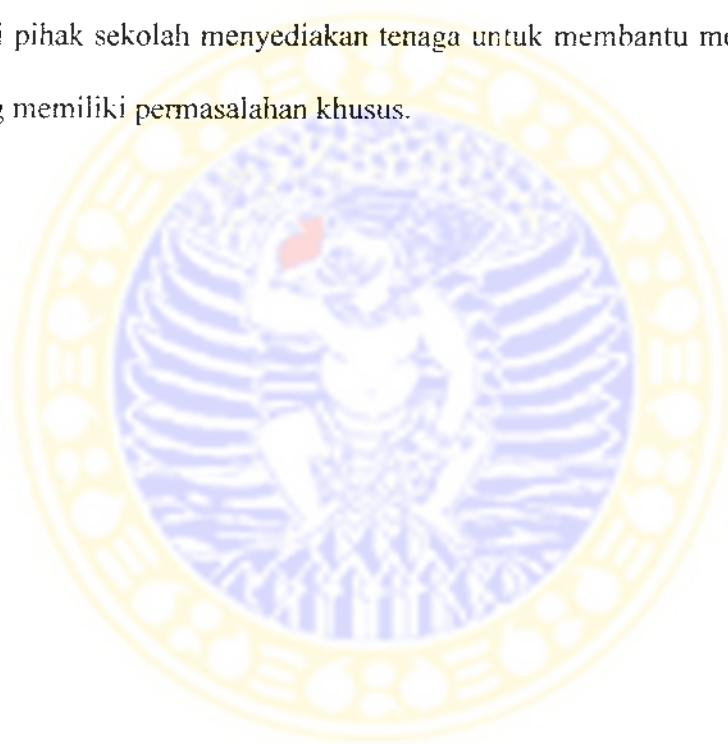 i pihak sekolah menyediakan tenaga untuk membantu me
memiliki permasalahan khusus.